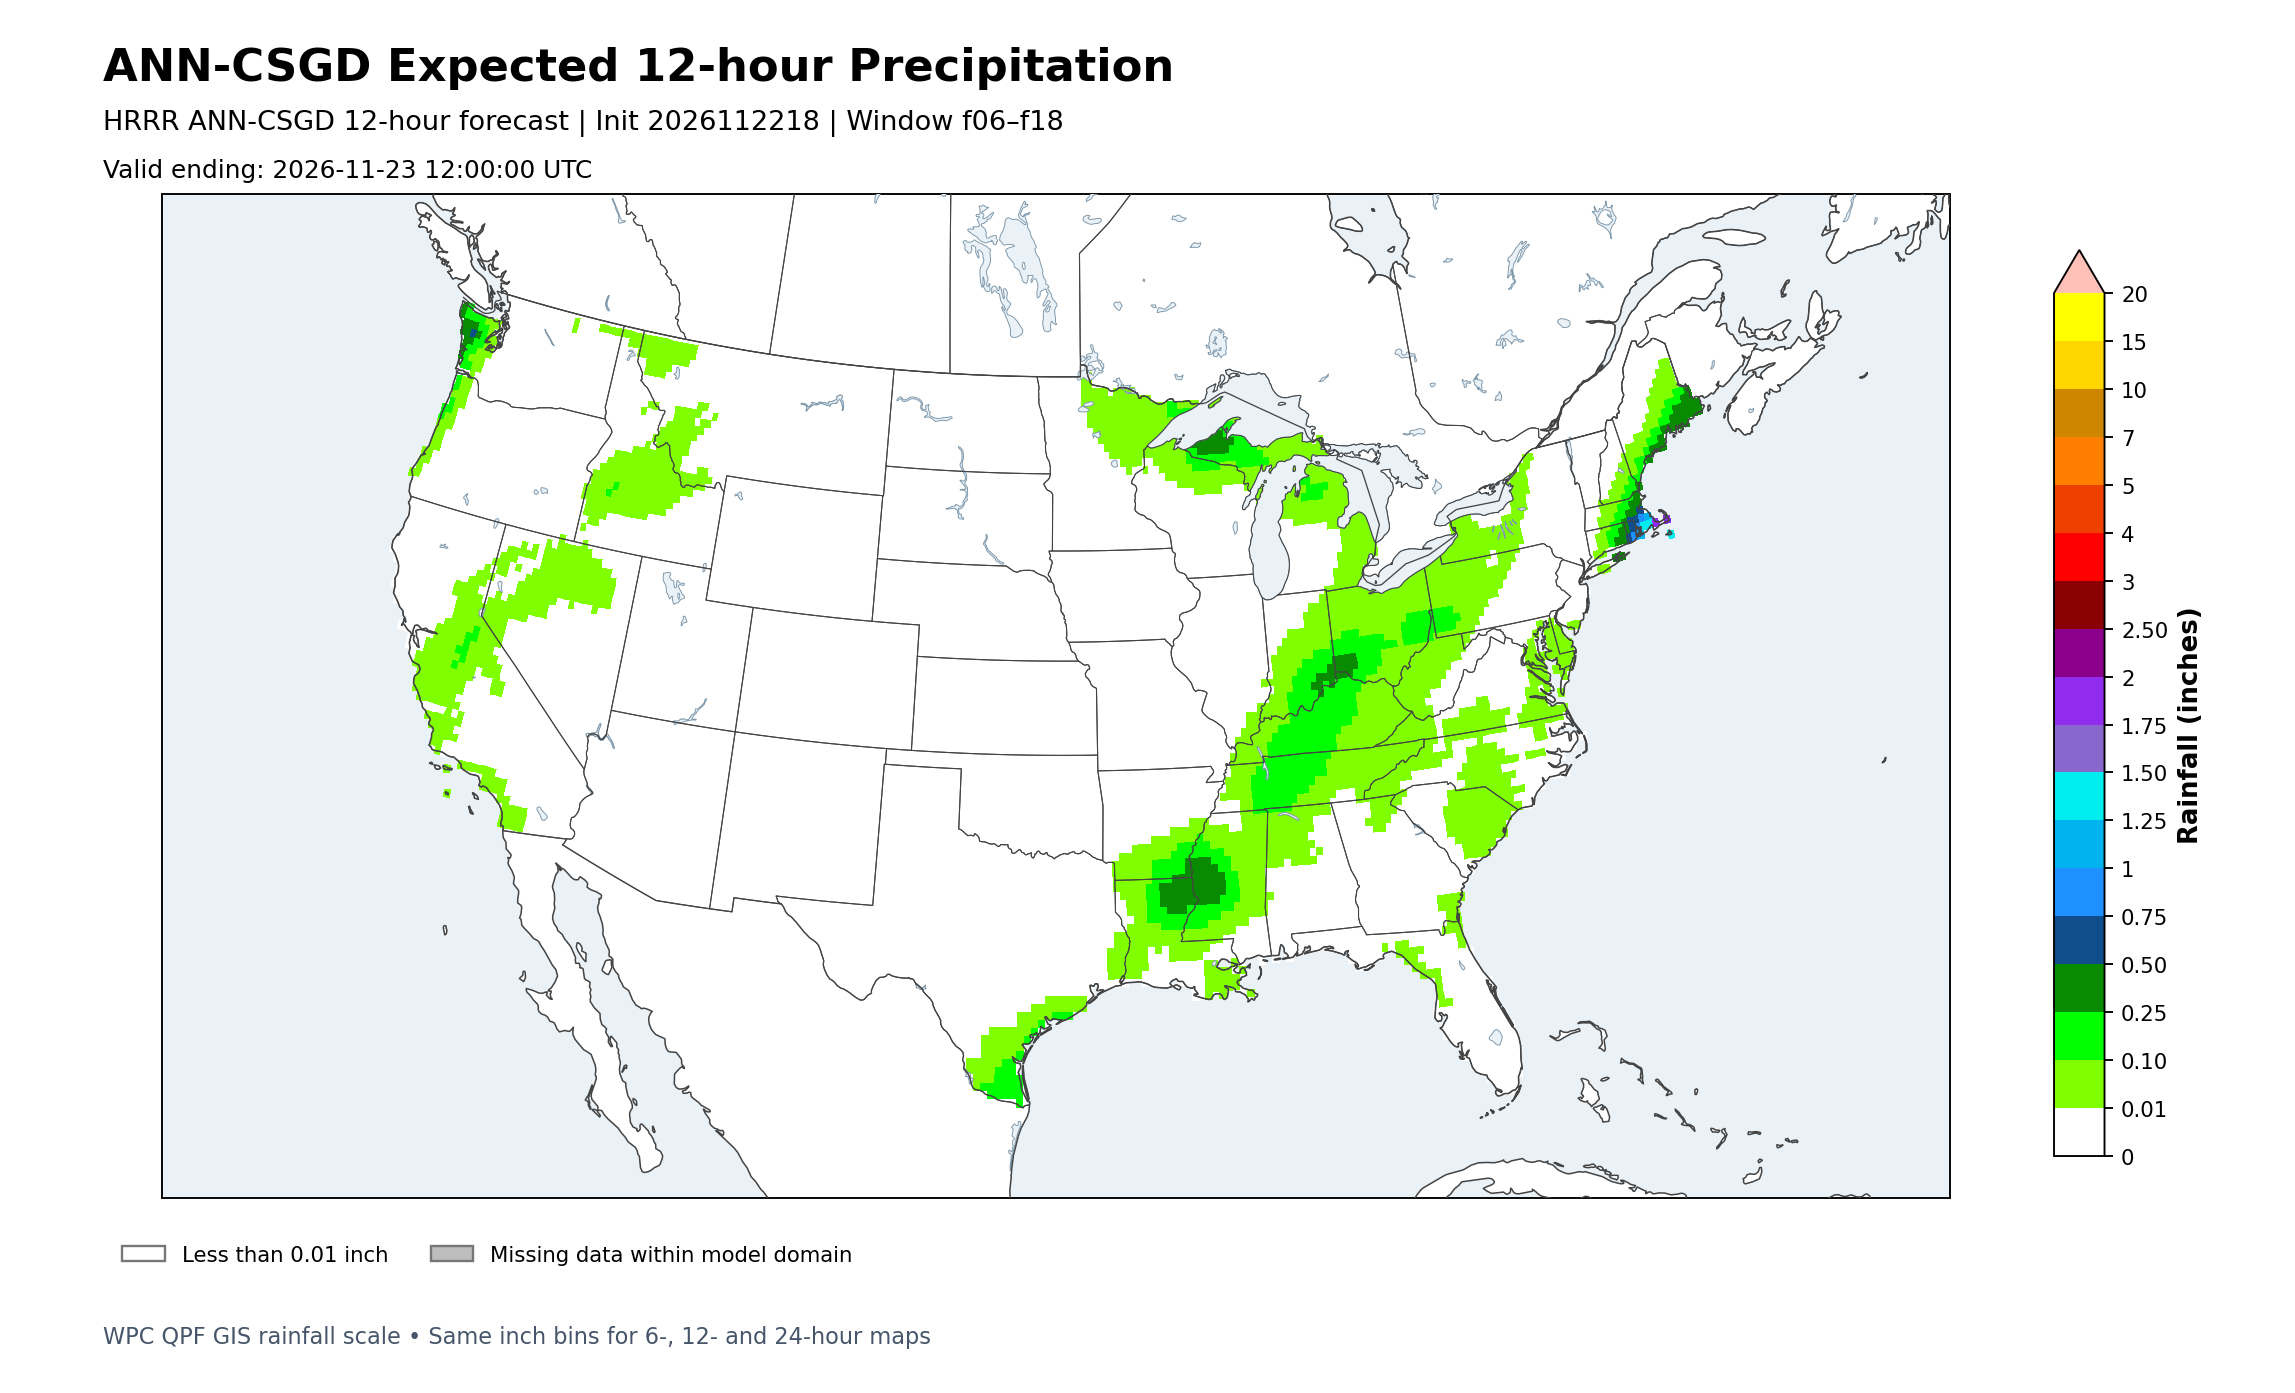 ANN-CSGD Expected 12-hour Precipitation
HRRR ANN-CSGD 12-hour forecast | Init 2026112218 | Window f06–f18
Valid ending: 2026-11-23 12:00:00 UTC
20
15
10
7
5
4
3
2.50
2
1.75
1.50
1.25
1
0.75
0.50
0.25
0.10
0.01
0
Rainfall (inches)
Less than 0.01 inch
Missing data within model domain
WPC QPF GIS rainfall scale • Same inch bins for 6-, 12- and 24-hour maps